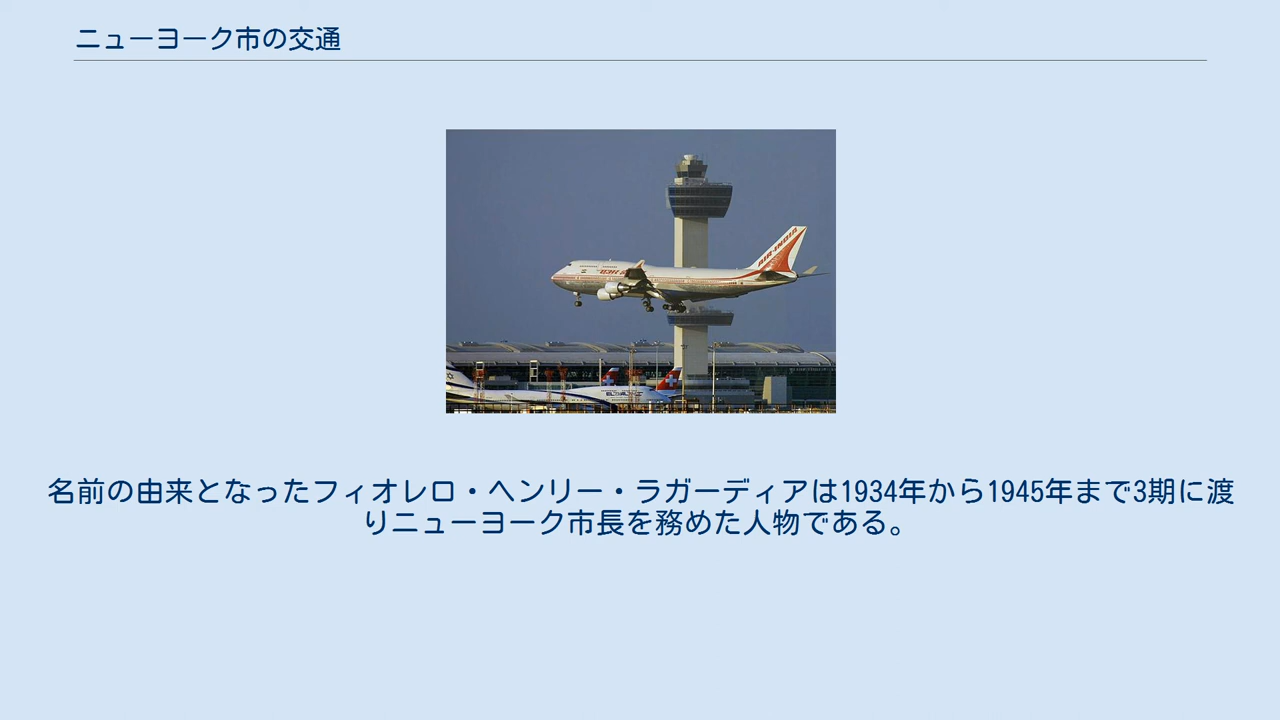 ニューヨーク市の交通
AIR-INDIA
名前の由来となったフィオレロ・ヘンリー・ラガーディアは1934年から1945年まで3期に渡
りニューヨーク市長を務めた人物である。